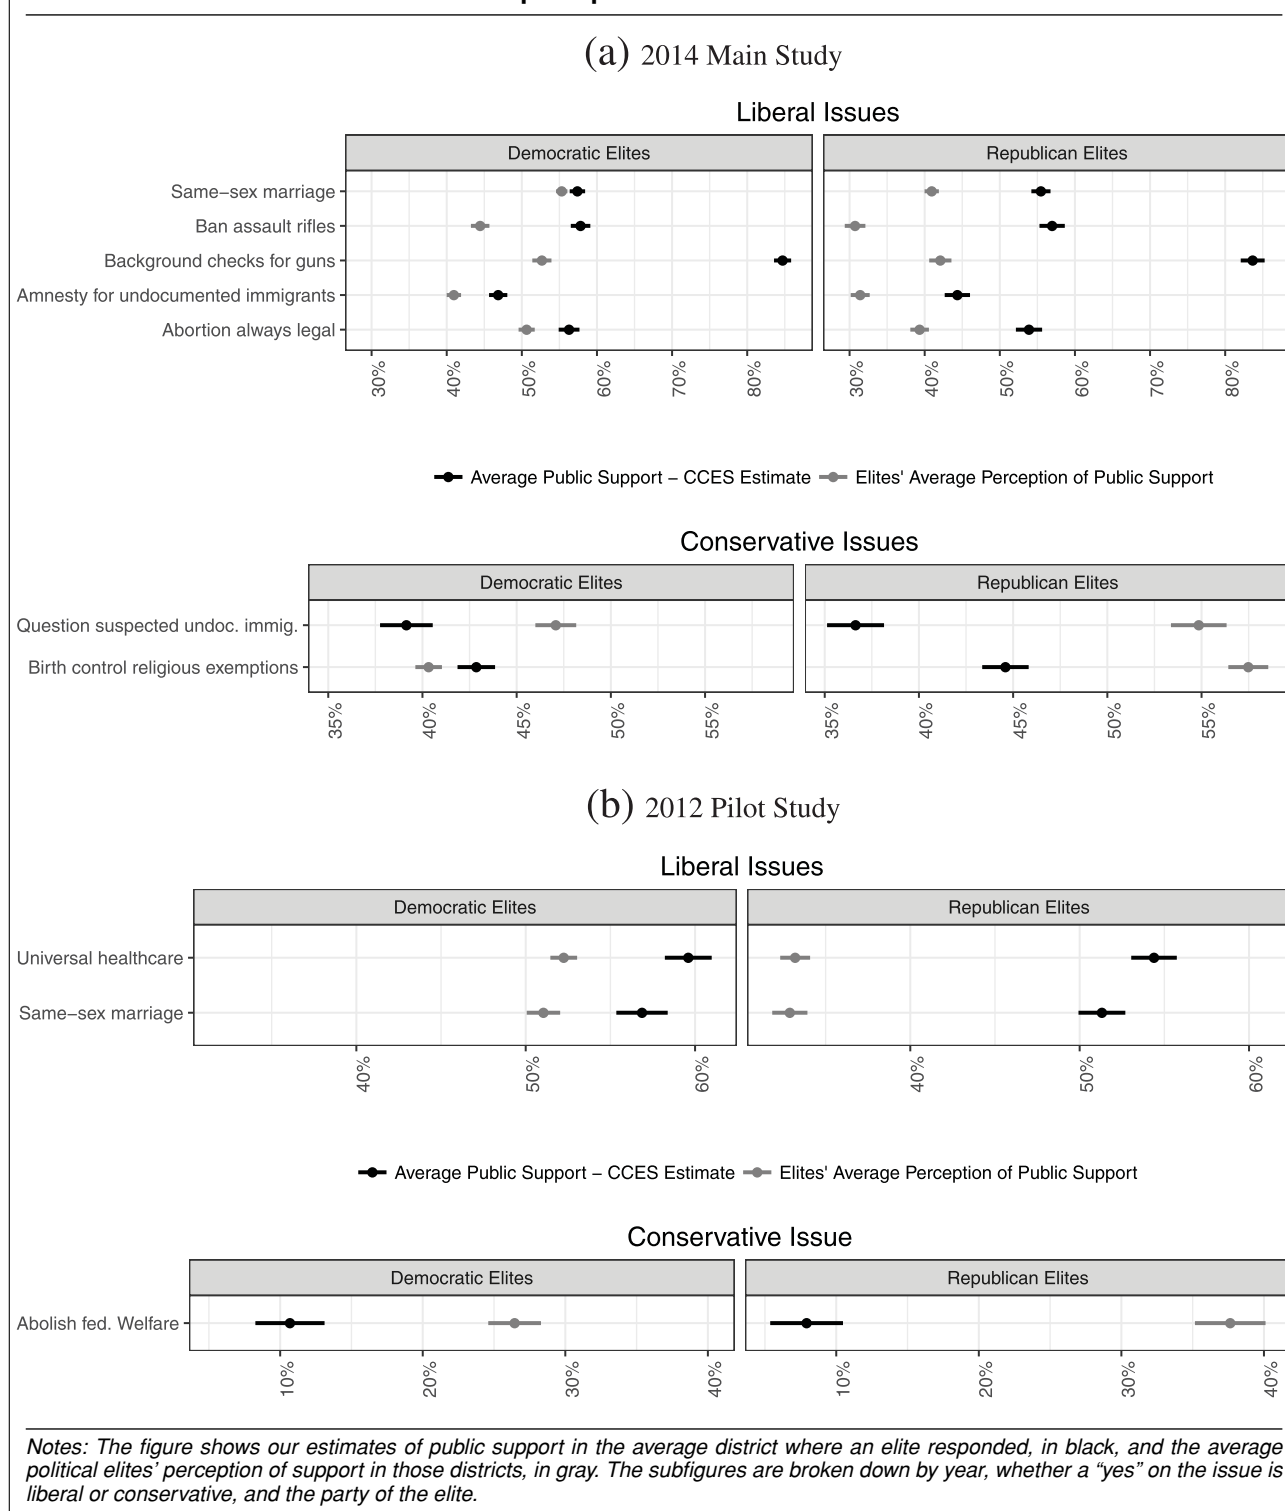 (a) 2014 Main Study
Liberal Issues
Democratic Elites
Republican Elites
Same−sex marriage
Ban assault rifles
Background checks for guns
Amnesty for undocumented immigrants
Abortion always legal
30%
40%
50%
60%
70%
80%
30%
40%
50%
60%
70%
80%
Average Public Support − CCES Estimate
Elites' Average Perception of Public Support
Conservative Issues
Democratic Elites
Republican Elites
Question suspected undoc. immig.
Birth control religious exemptions
35%
40%
45%
50%
55%
35%
40%
45%
50%
55%
(b) 2012 Pilot Study
Liberal Issues
Democratic Elites
Republican Elites
Universal healthcare
Same−sex marriage
40%
50%
60%
40%
50%
60%
Average Public Support − CCES Estimate
Elites' Average Perception of Public Support
Conservative Issue
Democratic Elites
Republican Elites
Abolish fed. Welfare
10%
20%
30%
40%
10%
20%
30%
40%
Notes: The figure shows our estimates of public support in the average district where an elite responded, in black, and the average
political elites’ perception of support in those districts, in gray. The subfigures are broken down by year, whether a “yes” on the issue is
liberal or conservative, and the party of the elite.